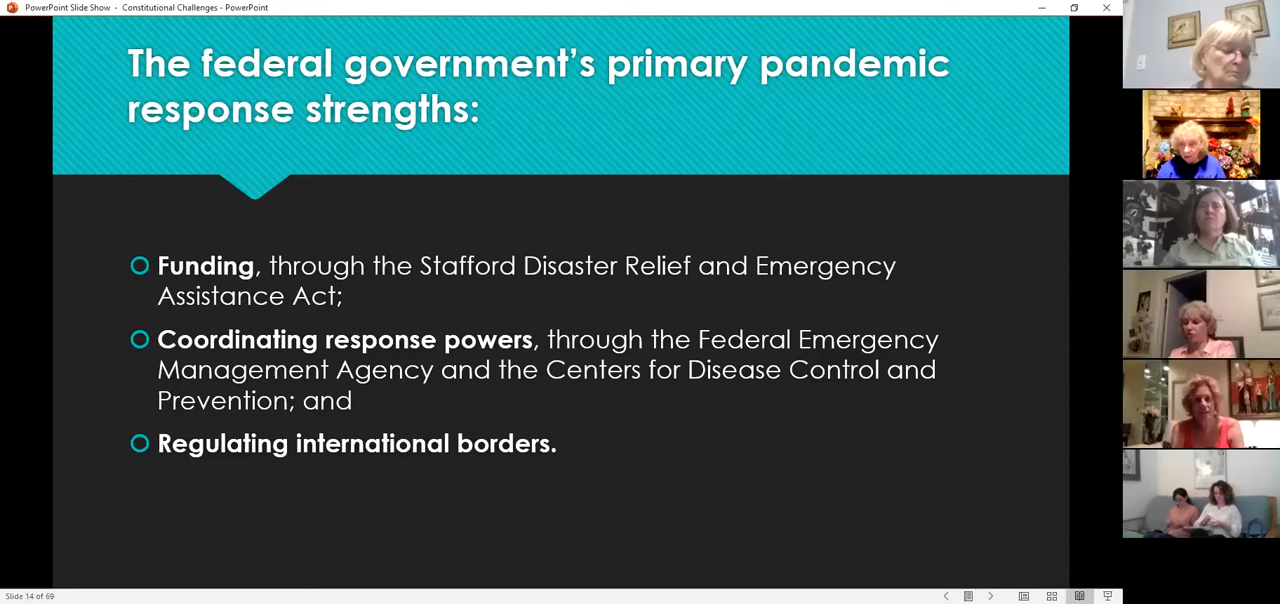 PowerPoint Slide Show - Constitutional Challenges - PowerPoint
The federal government’s primary pandemic
response strengths:
Funding, through the Stafford Disaster Relief and Emergency
Assistance Act;
Coordinating response powers, through the Federal Emergency
Management Agency and the Centers for Disease Control and
Prevention; and
Regulating international borders.
Slide 14 of 69